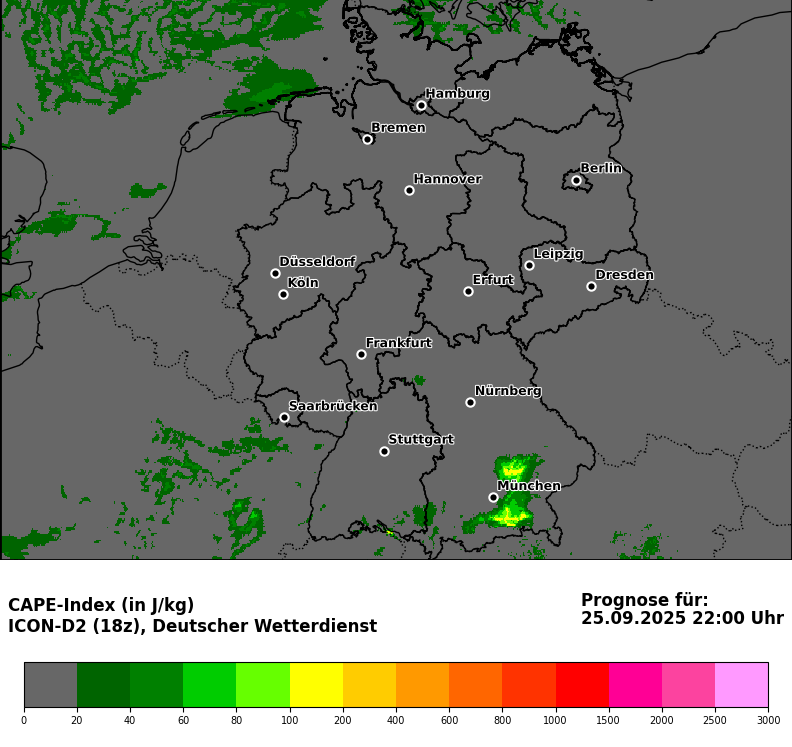 Hamburg
Bremen
Berlin
Hannover
Leipzig
Düsseldorf
Dresden
Erfurt
Köln
Frankfurt
Nürnberg
Saarbrücken
Stuttgart
München
CAPE-Index (in J/kg)
ICON-D2 (18z), Deutscher Wetterdienst
Prognose für:
25.09.2025 22:00 Uhr
0 20 40 60 80 100 200 400 600 800 1000 1500 2000 2500 3000